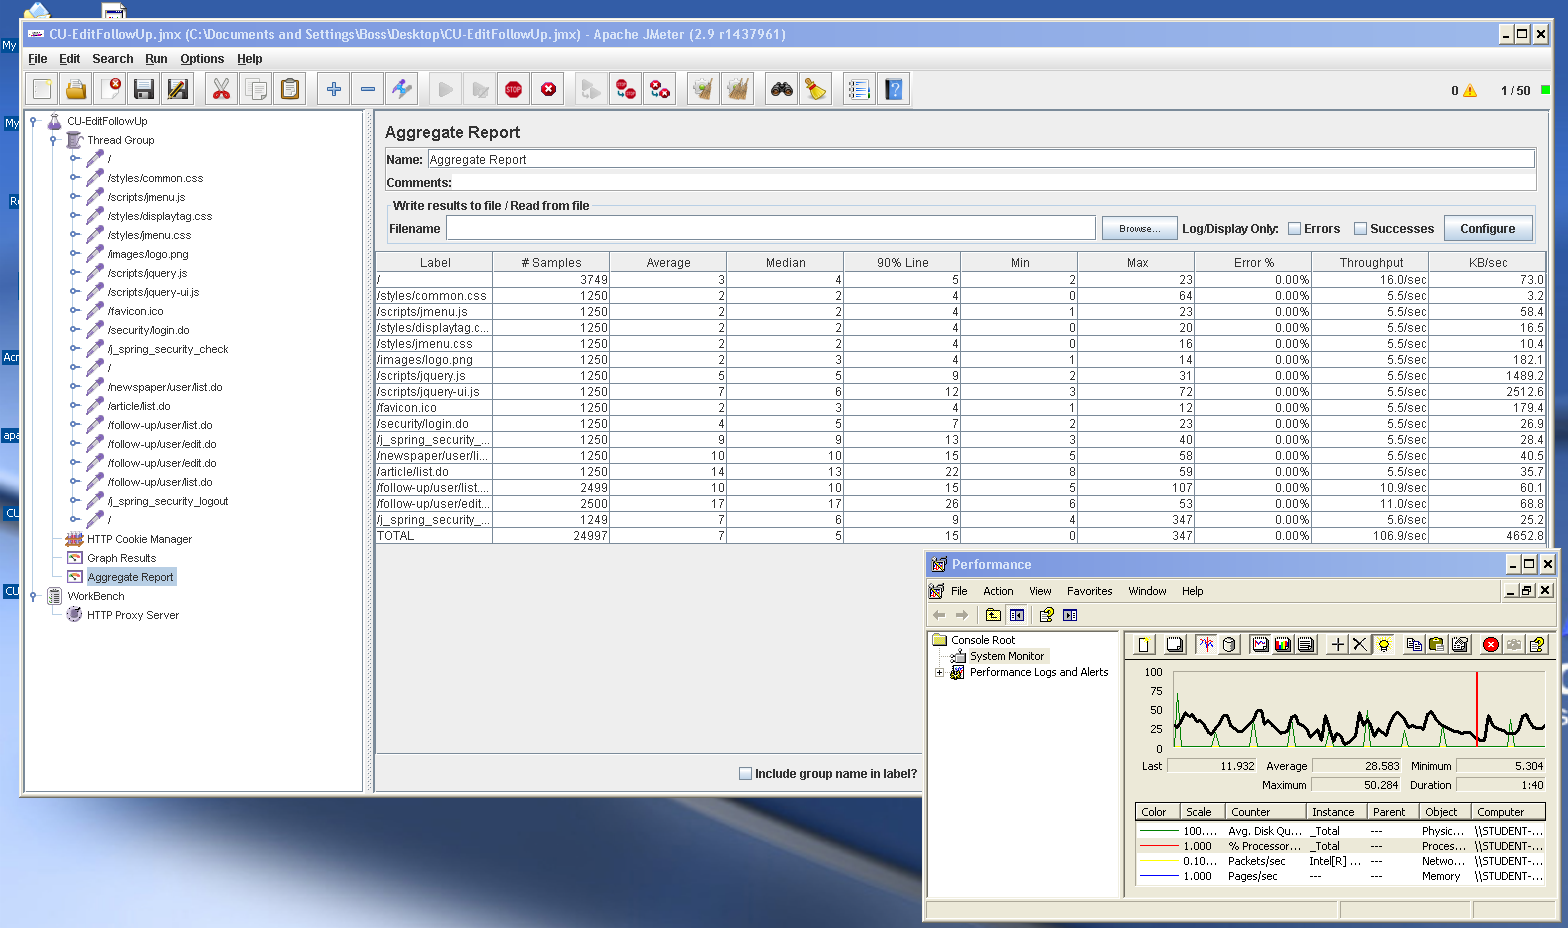 CU-EditFollowUp.jmx (C:\Documents and Settings\Boss\Desktop\CU-EditFollowUp.jmx) - Apache JMeter (2.9 r1437961)
File Edit Search Run Options Help
0 1 / 50
My
My
Re
Acr
apa
CU
CU
CU-EditFollowUp
Thread Group
/
/styles/common.css
/scripts/jmenu.js
/styles/displaytag.css
/styles/jmenu.css
/images/logo.png
/scripts/jquery.js
/scripts/jquery-ui.js
/favicon.ico
/security/login.do
/j_spring_security_check
/
/newspaper/user/list.do
/article/list.do
/follow-up/user/list.do
/follow-up/user/edit.do
/follow-up/user/edit.do
/follow-up/user/list.do
/j_spring_security_logout
/
HTTP Cookie Manager
Graph Results
Aggregate Report
WorkBench
HTTP Proxy Server
Aggregate Report
Name: Aggregate Report
Comments:
Write results to file / Read from file
Filename Browse... Log/Display Only: Errors Successes Configure
Label # Samples Average Median 90% Line Min Max Error % Throughput KB/sec
/ 3749 3 4 5 2 23 0.00% 16.0/sec 73.0
/styles/common.css 1250 2 2 4 0 64 0.00% 5.5/sec 3.2
/scripts/jmenu.js 1250 2 2 4 1 23 0.00% 5.5/sec 58.4
/styles/displaytag.c... 1250 2 2 4 0 20 0.00% 5.5/sec 16.5
/styles/jmenu.css 1250 2 2 4 0 16 0.00% 5.5/sec 10.4
/images/logo.png 1250 2 3 4 1 14 0.00% 5.5/sec 182.1
/scripts/jquery.js 1250 5 5 9 2 31 0.00% 5.5/sec 1489.2
/scripts/jquery-ui.js 1250 7 6 12 3 72 0.00% 5.5/sec 2512.6
/favicon.ico 1250 2 3 4 1 12 0.00% 5.5/sec 179.4
/security/login.do 1250 4 5 7 2 23 0.00% 5.5/sec 26.9
/j_spring_security_... 1250 9 9 13 3 40 0.00% 5.5/sec 28.4
/newspaper/user/li... 1250 10 10 15 5 58 0.00% 5.5/sec 40.5
/article/list.do 1250 14 13 22 8 59 0.00% 5.5/sec 35.7
/follow-up/user/list.... 2499 10 10 15 5 107 0.00% 10.9/sec 60.1
/follow-up/user/edit... 2500 17 17 26 6 53 0.00% 11.0/sec 68.8
/j_spring_security_... 1249 7 6 9 4 347 0.00% 5.6/sec 25.2
TOTAL 24997 7 5 15 0 347 0.00% 106.9/sec 4652.8
Include group name in label?
Performance
File Action View Favorites Window Help
Console Root
System Monitor
Performance Logs and Alerts
100
75
50
25
0
Last 11.932 Average 28.583 Minimum 5.304
Maximum 50.284 Duration 1:40
Color Scale Counter Instance Parent Object Computer
100.... Avg. Disk Qu... _Total --- Physic... \\STUDENT-...
1.000 % Processor... _Total --- Proces... \\STUDENT-...
0.10... Packets/sec Intel[R] ... --- Netwo... \\STUDENT-...
1.000 Pages/sec --- --- Memory \\STUDENT-...